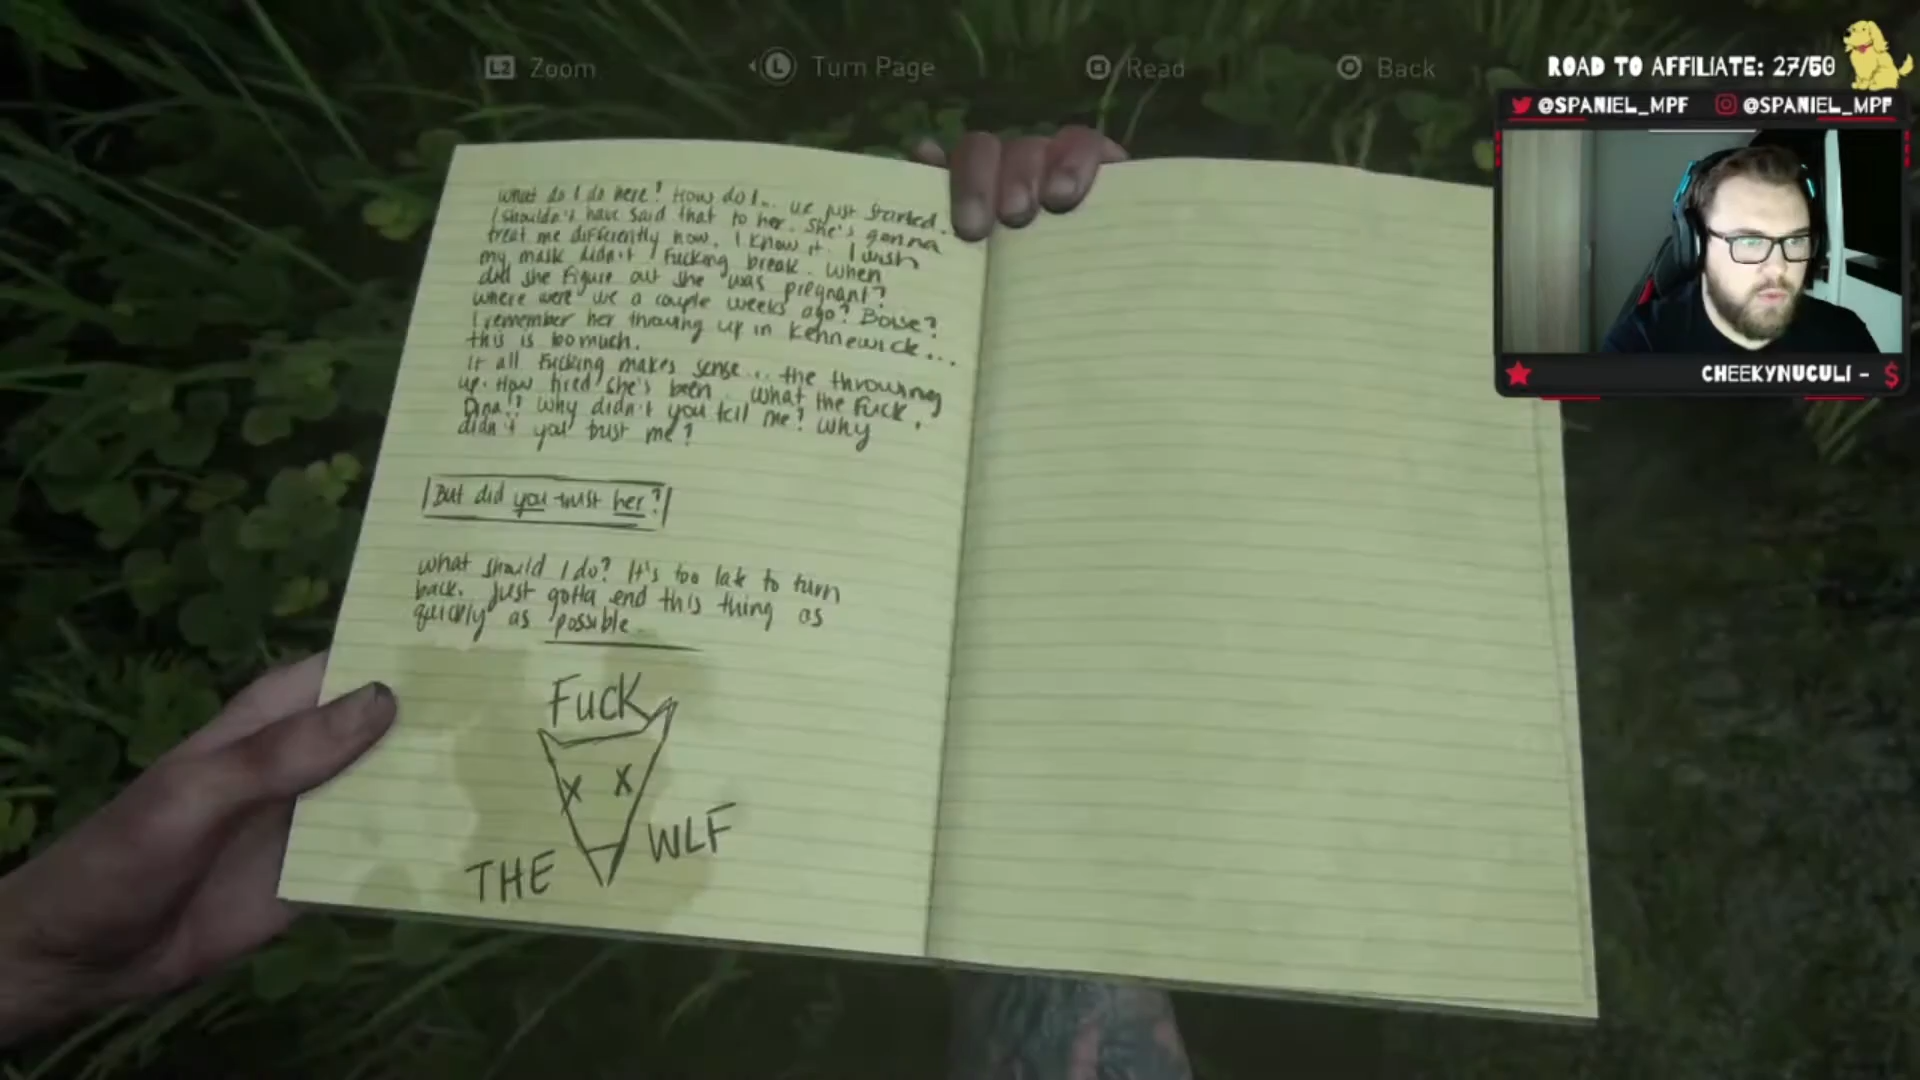 L2 Zoom
L Turn Page
Read
Back
ROAD TO AFFILIATE: 27/50
@SPANIEL_MPF @SPANIEL_MPF
CHEEKYNUCULI - $
What do I do here? How do I... we just started.
I shouldn't have said that to her. She's gonna
treat me differently now. I know it. I wish
my mask didn't fucking break. When
did she figure out she was pregnant?
Where were we a couple weeks ago? Boise?
I remember her throwing up in Kennewick...
this is too much.
It all fucking makes sense... the throwing
up. How tired she's been. What the fuck,
Dina!? Why didn't you tell me? Why
didn't you trust me?
But did you trust her?
What should I do? It's too late to turn
back. Just gotta end this thing as
quickly as possible
FUCK
THE WLF